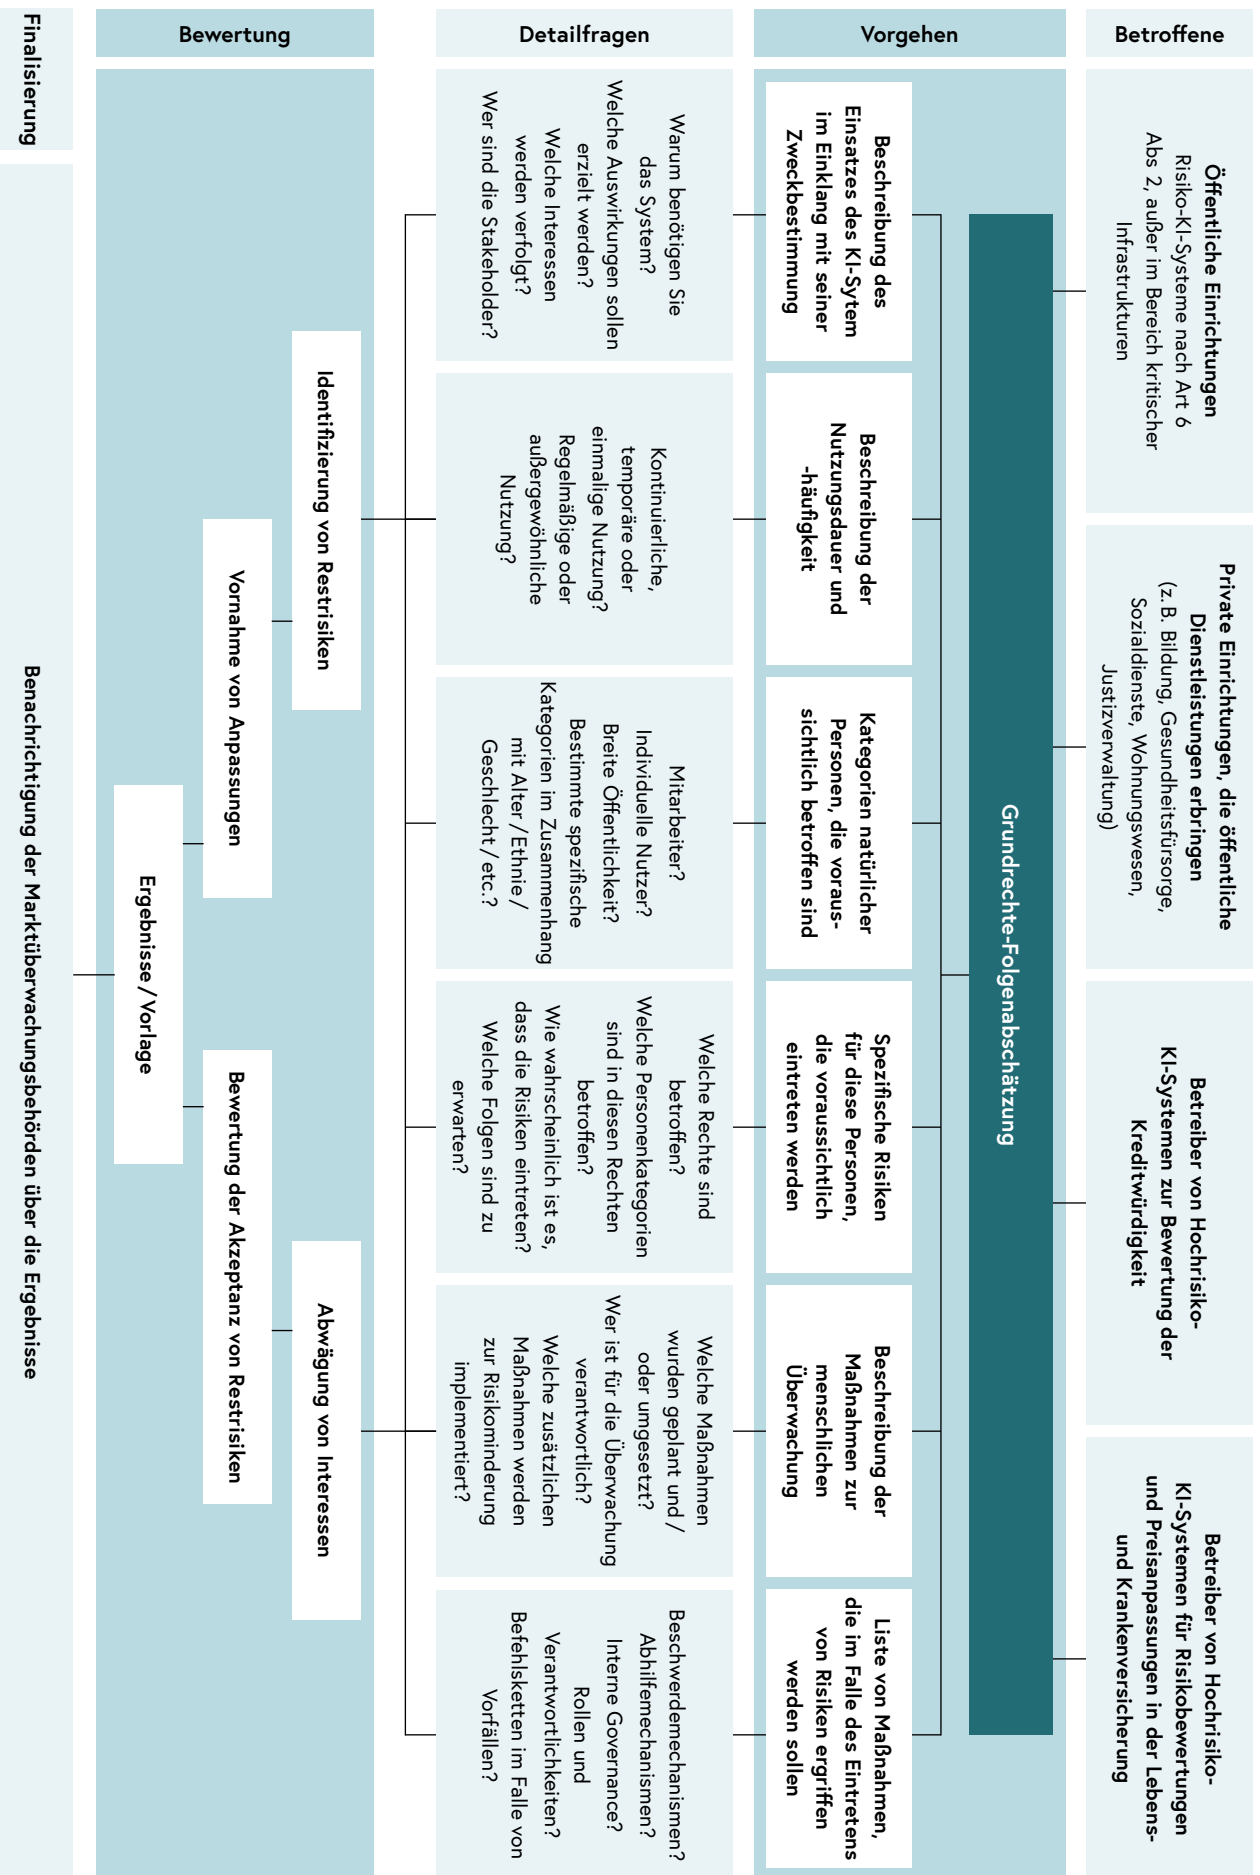 Betroffene
Öffentliche Einrichtungen
Risiko-KI-Systeme nach Art 6
Abs 2, außer im Bereich kritischer
Infrastrukturen
Private Einrichtungen, die öffentliche
Dienstleistungen erbringen
(z. B. Bildung, Gesundheitsfürsorge,
Sozialdienste, Wohnungswesen,
Justizverwaltung)
Betreiber von Hochrisiko-
KI-Systemen zur Bewertung der
Kreditwürdigkeit
Betreiber von Hochrisiko-
KI-Systemen für Risikobewertungen
und Preisanpassungen in der Lebens-
und Krankenversicherung
Vorgehen
Grundrechte-Folgenabschätzung
Beschreibung des
Einsatzes des KI-Sytem
im Einklang mit seiner
Zweckbestimmung
Beschreibung der
Nutzungsdauer und
-häufigkeit
Kategorien natürlicher
Personen, die voraus-
sichtlich betroffen sind
Spezifische Risiken
für diese Personen,
die voraussichtlich
eintreten werden
Beschreibung der
Maßnahmen zur
menschlichen
Überwachung
Liste von Maßnahmen,
die im Falle des Eintretens
von Risiken ergriffen
werden sollen
Detailfragen
Warum benötigen Sie
das System?
Welche Auswirkungen sollen
erzielt werden?
Welche Interessen
werden verfolgt?
Wer sind die Stakeholder?
Kontinuierliche,
temporäre oder
einmalige Nutzung?
Regelmäßige oder
außergewöhnliche
Nutzung?
Mitarbeiter?
Individuelle Nutzer?
Breite Öffentlichkeit?
Bestimmte spezifische
Kategorien im Zusammenhang
mit Alter / Ethnie /
Geschlecht / etc.?
Welche Rechte sind
betroffen?
Welche Personenkategorien
sind in diesen Rechten
betroffen?
Wie wahrscheinlich ist es,
dass die Risiken eintreten?
Welche Folgen sind zu
erwarten?
Welche Maßnahmen
wurden geplant und /
oder umgesetzt?
Wer ist für die Überwachung
verantwortlich?
Welche zusätzlichen
Maßnahmen werden
zur Risikominderung
implementiert?
Beschwerdemechanismen?
Abhilfemechanismen?
Interne Governance?
Rollen und
Verantwortlichkeiten?
Befehlsketten im Falle von
Vorfällen?
Bewertung
Identifizierung von Restrisiken
Abwägung von Interessen
Vornahme von Anpassungen
Bewertung der Akzeptanz von Restrisiken
Ergebnisse / Vorlage
Finalisierung
Benachrichtigung der Marktüberwachungsbehörden über die Ergebnisse